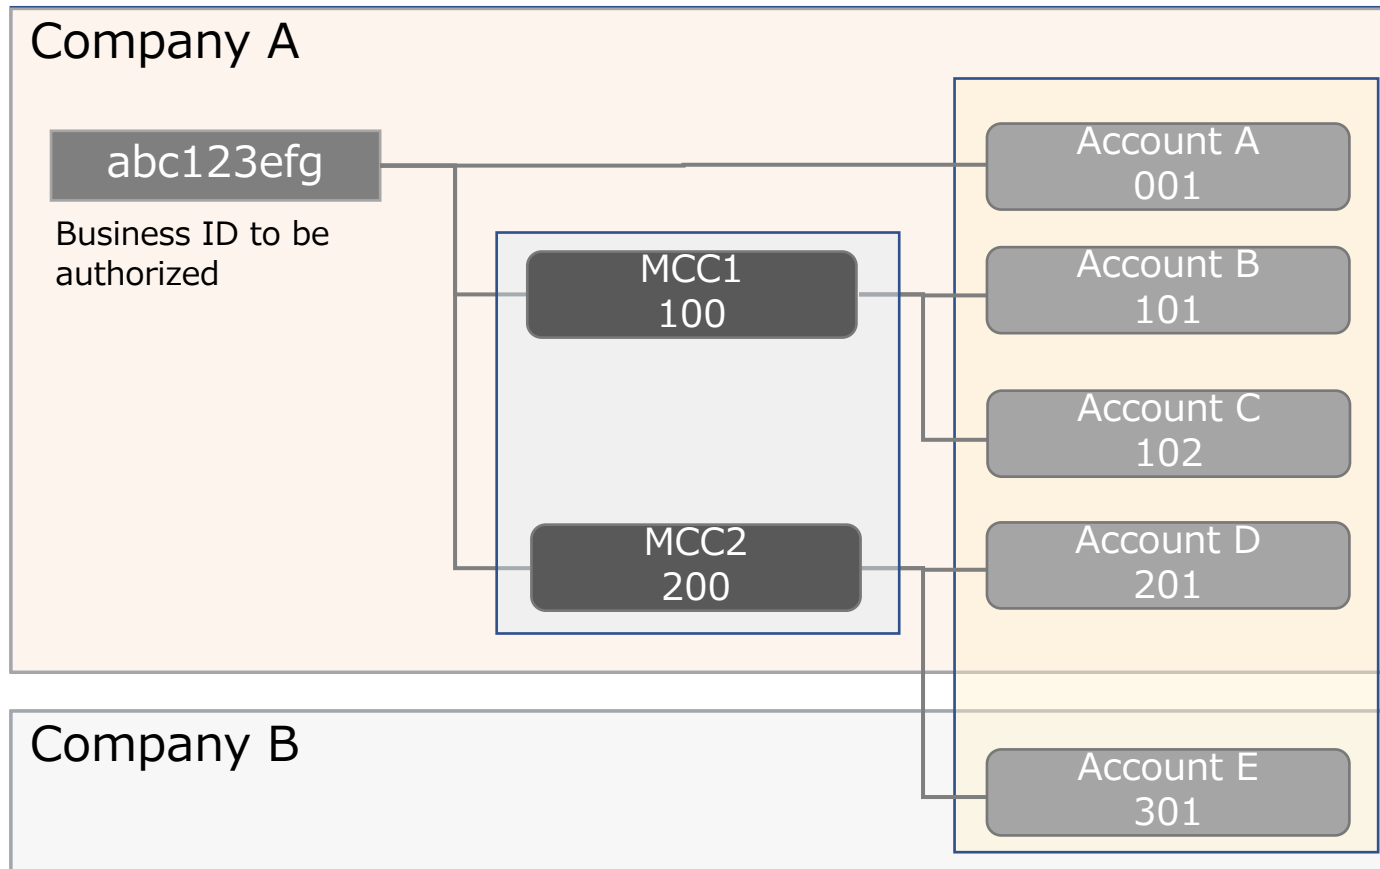 Company A
abc123efg
Business ID to be
authorized
MCC1
100
MCC2
200
Account A
001
Account B
101
Account C
102
Account D
201
Company B
Account E
301